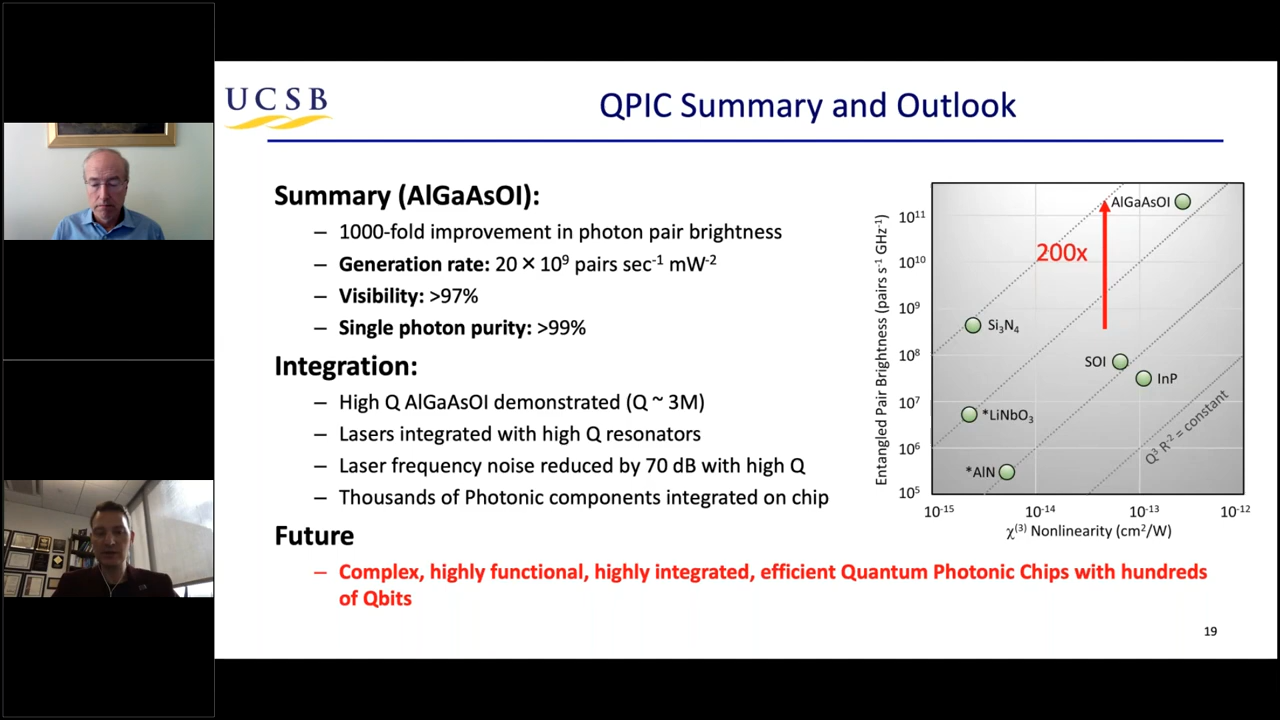 UCSB
QPIC Summary and Outlook
Summary (AlGaAsOI):
– 1000-fold improvement in photon pair brightness
– Generation rate: 20 × 10⁹ pairs sec⁻¹ mW⁻²
– Visibility: >97%
– Single photon purity: >99%
Integration:
– High Q AlGaAsOI demonstrated (Q ~ 3M)
– Lasers integrated with high Q resonators
– Laser frequency noise reduced by 70 dB with high Q
– Thousands of Photonic components integrated on chip
Future
– Complex, highly functional, highly integrated, efficient Quantum Photonic Chips with hundreds
of Qbits
Entangled Pair Brightness (pairs s⁻¹ GHz⁻¹)
10¹¹
10¹⁰
10⁹
10⁸
10⁷
10⁶
10⁵
AlGaAsOI
200x
Si₃N₄
SOI
InP
*LiNbO₃
*AlN
Q³ R⁻² = constant
10⁻¹⁵
10⁻¹⁴
10⁻¹³
10⁻¹²
χ⁽³⁾ Nonlinearity (cm²/W)
19